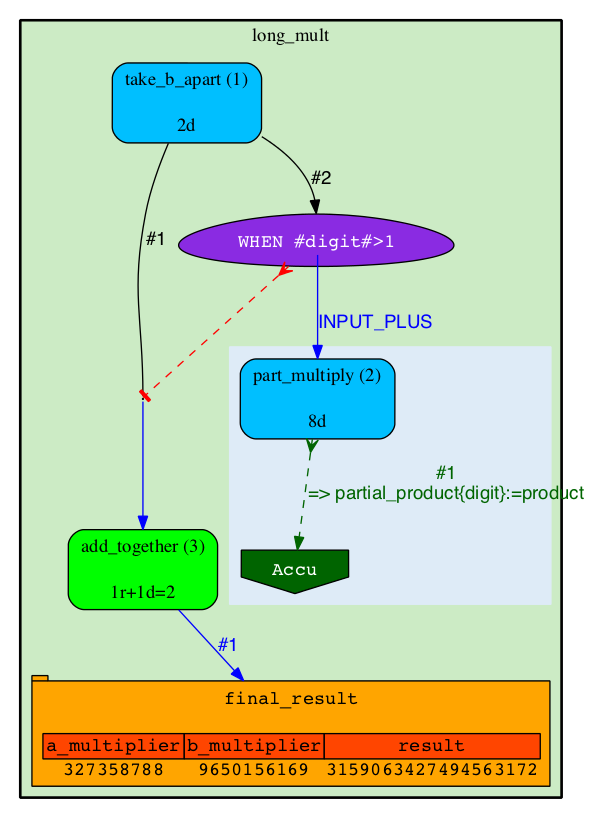 long_mult
take_b_apart (1)
2d
#2
#1
WHEN #digit#>1
INPUT_PLUS
part_multiply (2)
8d
#1
=> partial_product{digit}:=product
add_together (3)
Accu
1r+1d=2
#1
final_result
a_multiplier b_multiplier result
327358788 9650156169 3159063427494563172